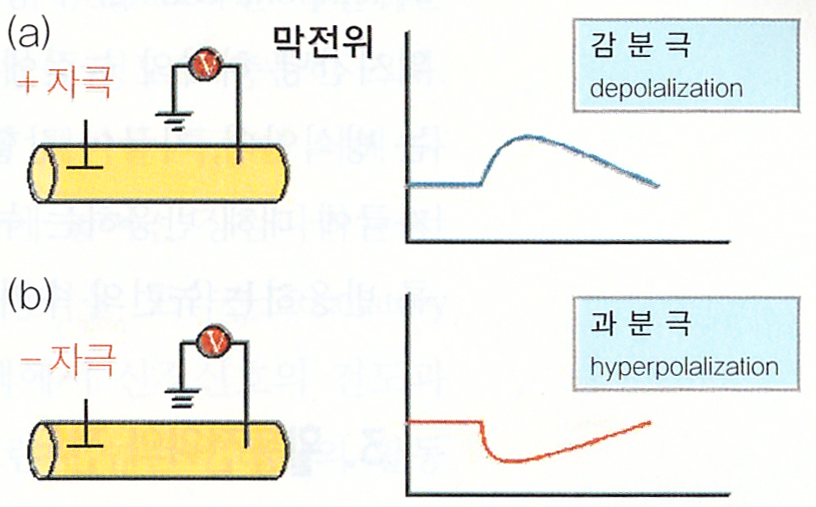 (a)
막전위
감 분 극
depolalization
+ 자극
V
(b)
과 분 극
hyperpolalization
− 자극
V